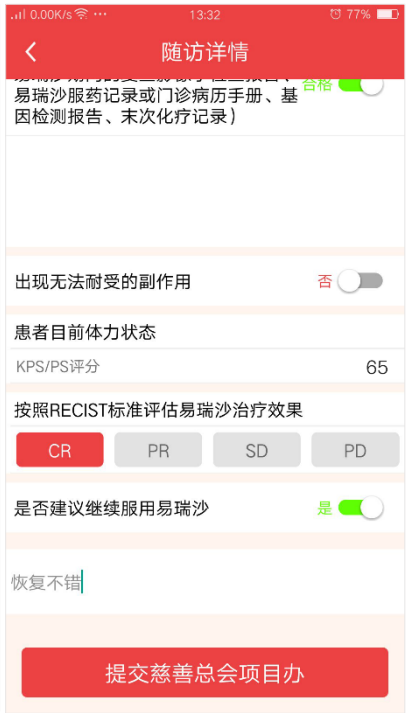 0.00K/s ··· 13:32 77%
随访详情
易瑞沙服药记录或门诊病历手册、基
因检测报告、末次化疗记录）
合格
出现无法耐受的副作用 否
患者目前体力状态
KPS/PS评分 65
按照RECIST标准评估易瑞沙治疗效果
CR PR SD PD
是否建议继续服用易瑞沙 是
恢复不错
提交慈善总会项目办